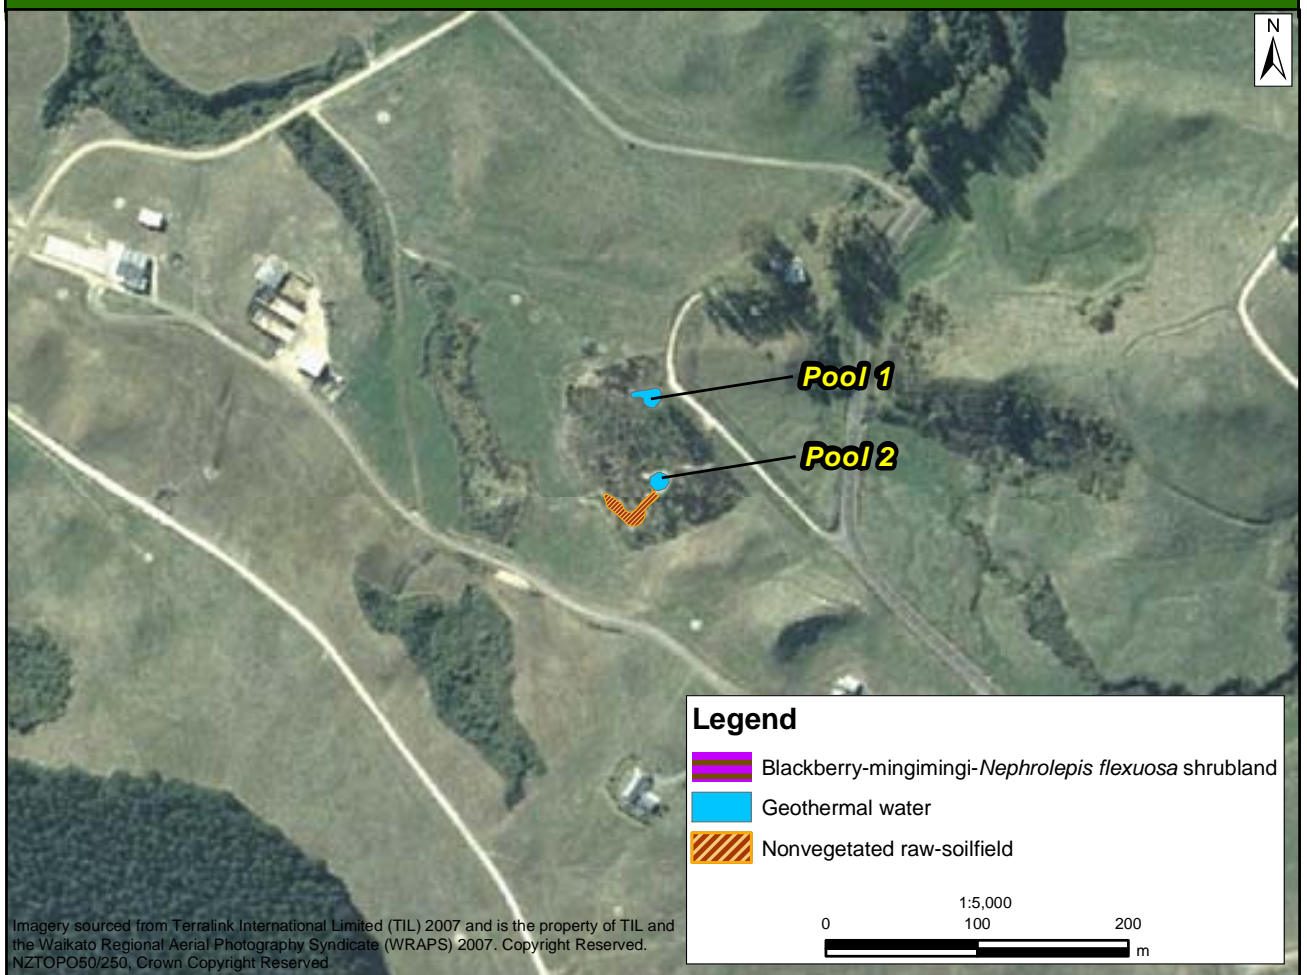 N
Pool 1
Pool 2
Legend
Blackberry-mingimingi-Nephrolepis flexuosa shrubland
Geothermal water
Nonvegetated raw-soilfield
1:5,000
0 100 200
m
Imagery sourced from Terralink International Limited (TIL) 2007 and is the property of TIL and
the Waikato Regional Aerial Photography Syndicate (WRAPS) 2007. Copyright Reserved.
NZTOPO50/250, Crown Copyright Reserved